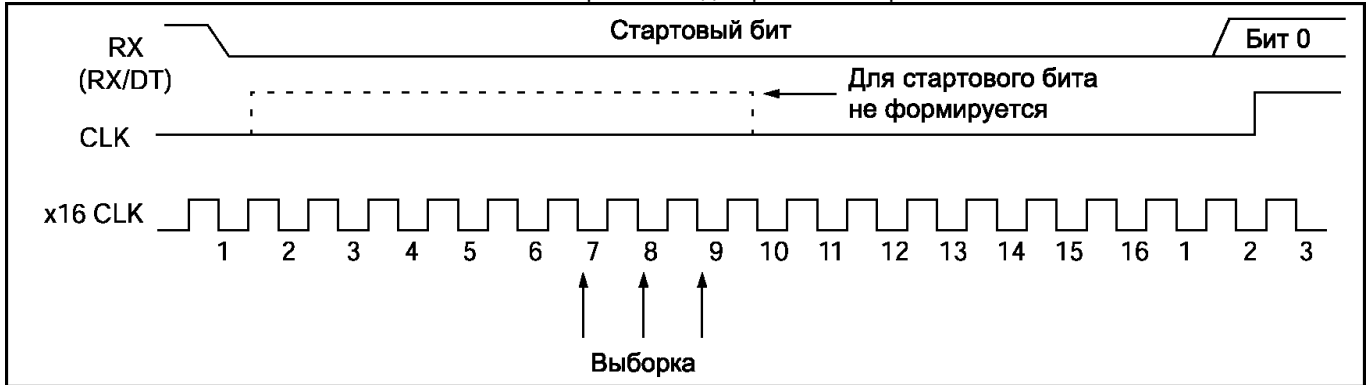 RX
(RX/DT)
Стартовый бит
Бит 0
Для стартового бита
не формируется
CLK
x16 CLK
1 2 3 4 5 6 7 8 9 10 11 12 13 14 15 16 1 2 3
Выборка